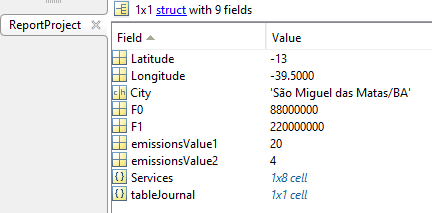 1x1 struct with 9 fields
ReportProject
Field Value
Latitude -13
Longitude -39.5000
ch City 'São Miguel das Matas/BA'
F0 88000000
F1 220000000
emissionsValue1 20
emissionsValue2 4
{} Services 1x8 cell
{} tableJournal 1x1 cell